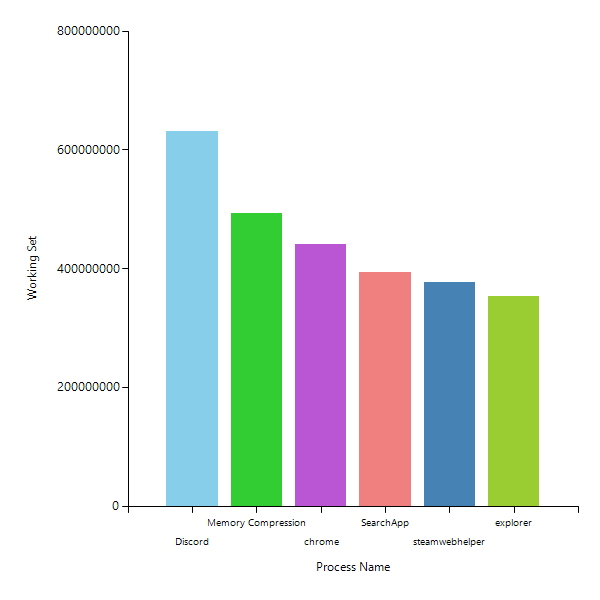 800000000
600000000
400000000
200000000
0
Working Set
Memory Compression
SearchApp
explorer
Discord
chrome
steamwebhelper
Process Name